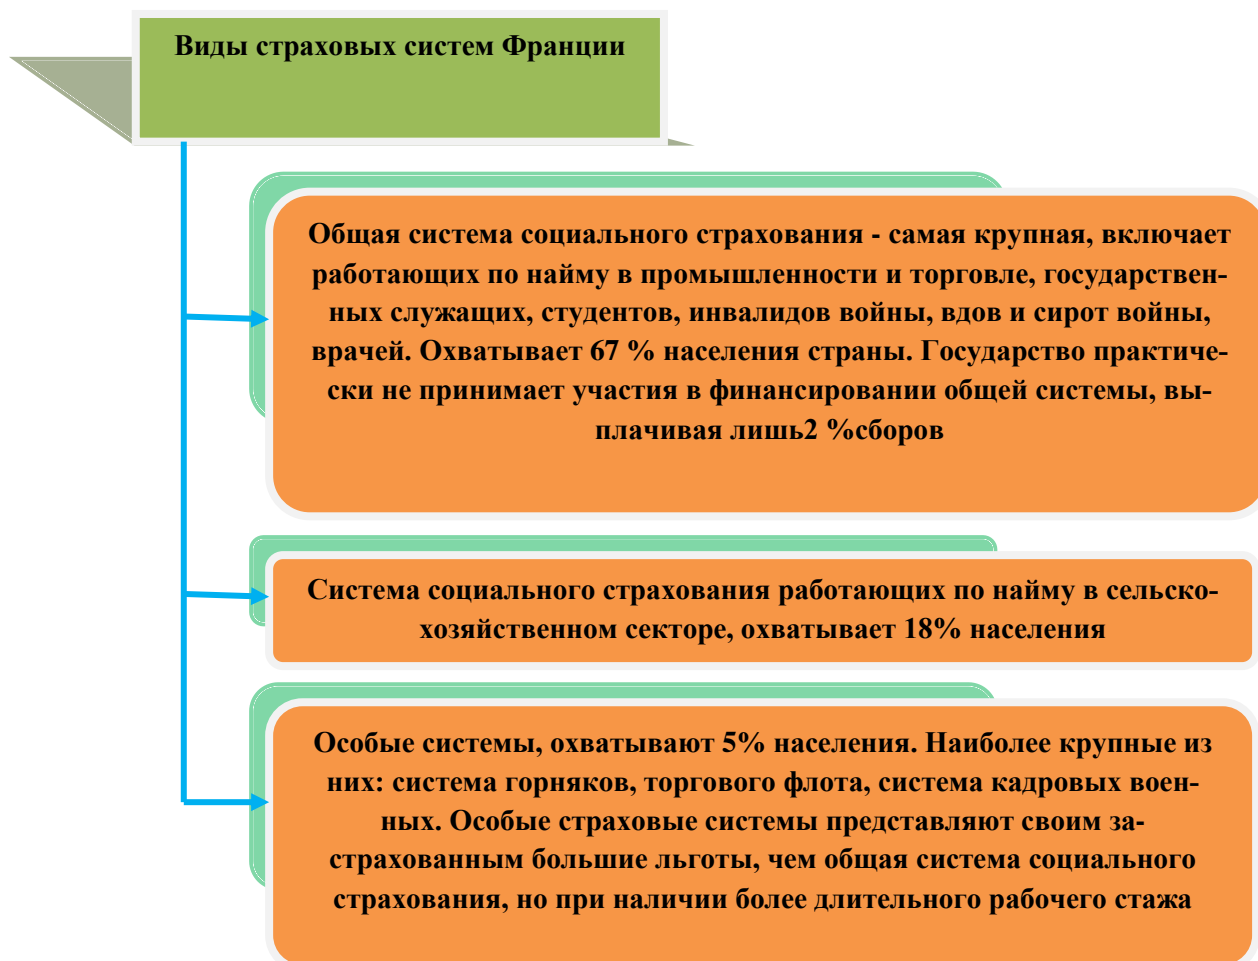 Виды страховых систем Франции
Общая система социального страхования - самая крупная, включает
работающих по найму в промышленности и торговле, государствен-
ных служащих, студентов, инвалидов войны, вдов и сирот войны,
врачей. Охватывает 67 % населения страны. Государство практиче-
ски не принимает участия в финансировании общей системы, вы-
плачивая лишь2 %сборов
Система социального страхования работающих по найму в сельско-
хозяйственном секторе, охватывает 18% населения
Особые системы, охватывают 5% населения. Наиболее крупные из
них: система горняков, торгового флота, система кадровых воен-
ных. Особые страховые системы представляют своим за-
страхованным большие льготы, чем общая система социального
страхования, но при наличии более длительного рабочего стажа